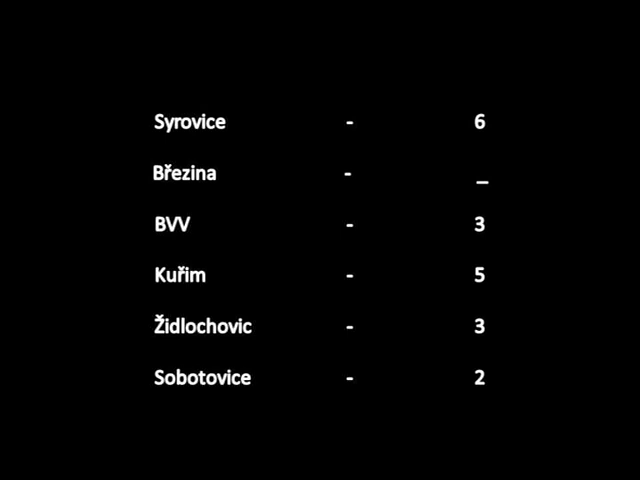 Syrovice - 6
Březina - _
BVV - 3
Kuřim - 5
Židlochovic - 3
Sobotovice - 2